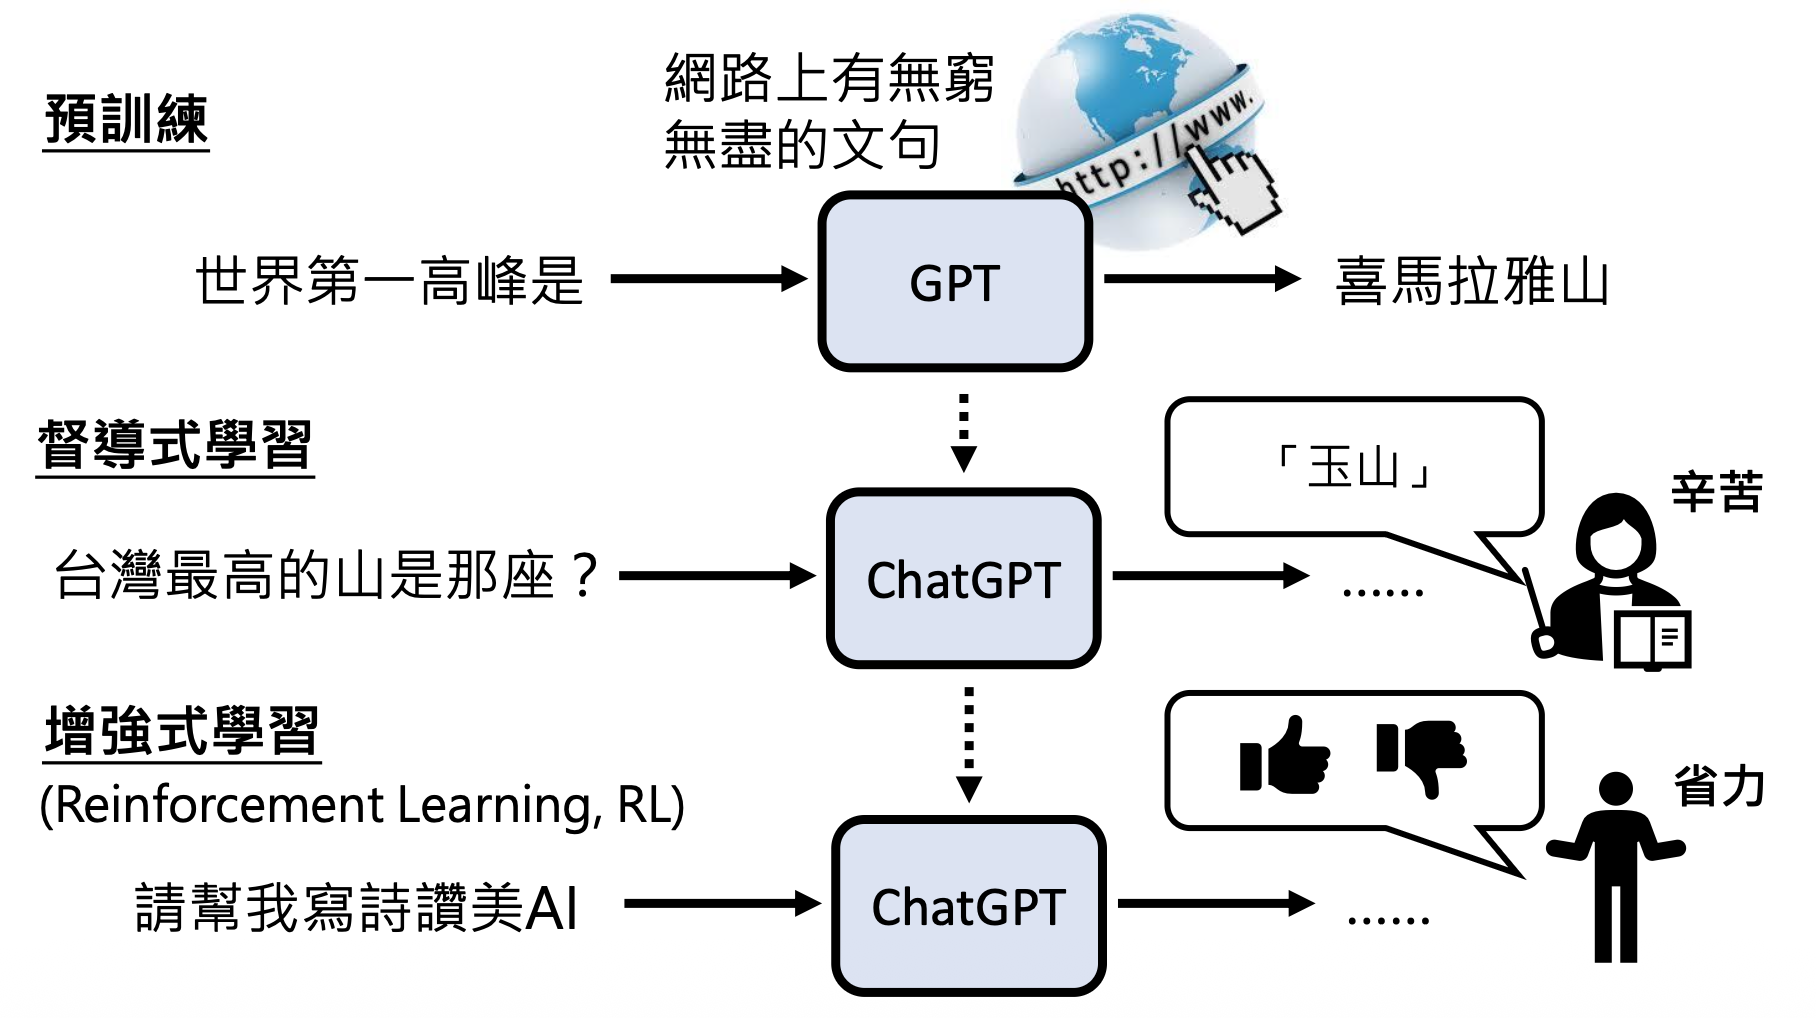 預訓練
網路上有無窮
無盡的文句
http://www.
世界第一高峰是
GPT
喜馬拉雅山
督導式學習
「玉山」
辛苦
台灣最高的山是那座？
ChatGPT
......
增強式學習
(Reinforcement Learning, RL)
省力
請幫我寫詩讚美AI
ChatGPT
......